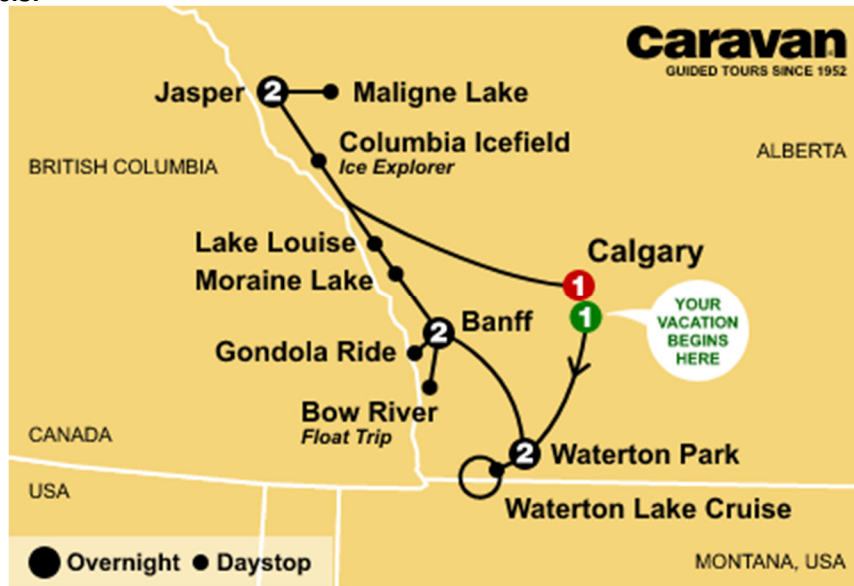 caravan
GUIDED TOURS SINCE 1952
Jasper
2
Maligne Lake
Columbia Icefield
Ice Explorer
BRITISH COLUMBIA
ALBERTA
Lake Louise
Calgary
Moraine Lake
1
1
YOUR
VACATION
BEGINS
HERE
2
Banff
Gondola Ride
Bow River
Float Trip
CANADA
2
Waterton Park
USA
Waterton Lake Cruise
Overnight
Daystop
MONTANA, USA